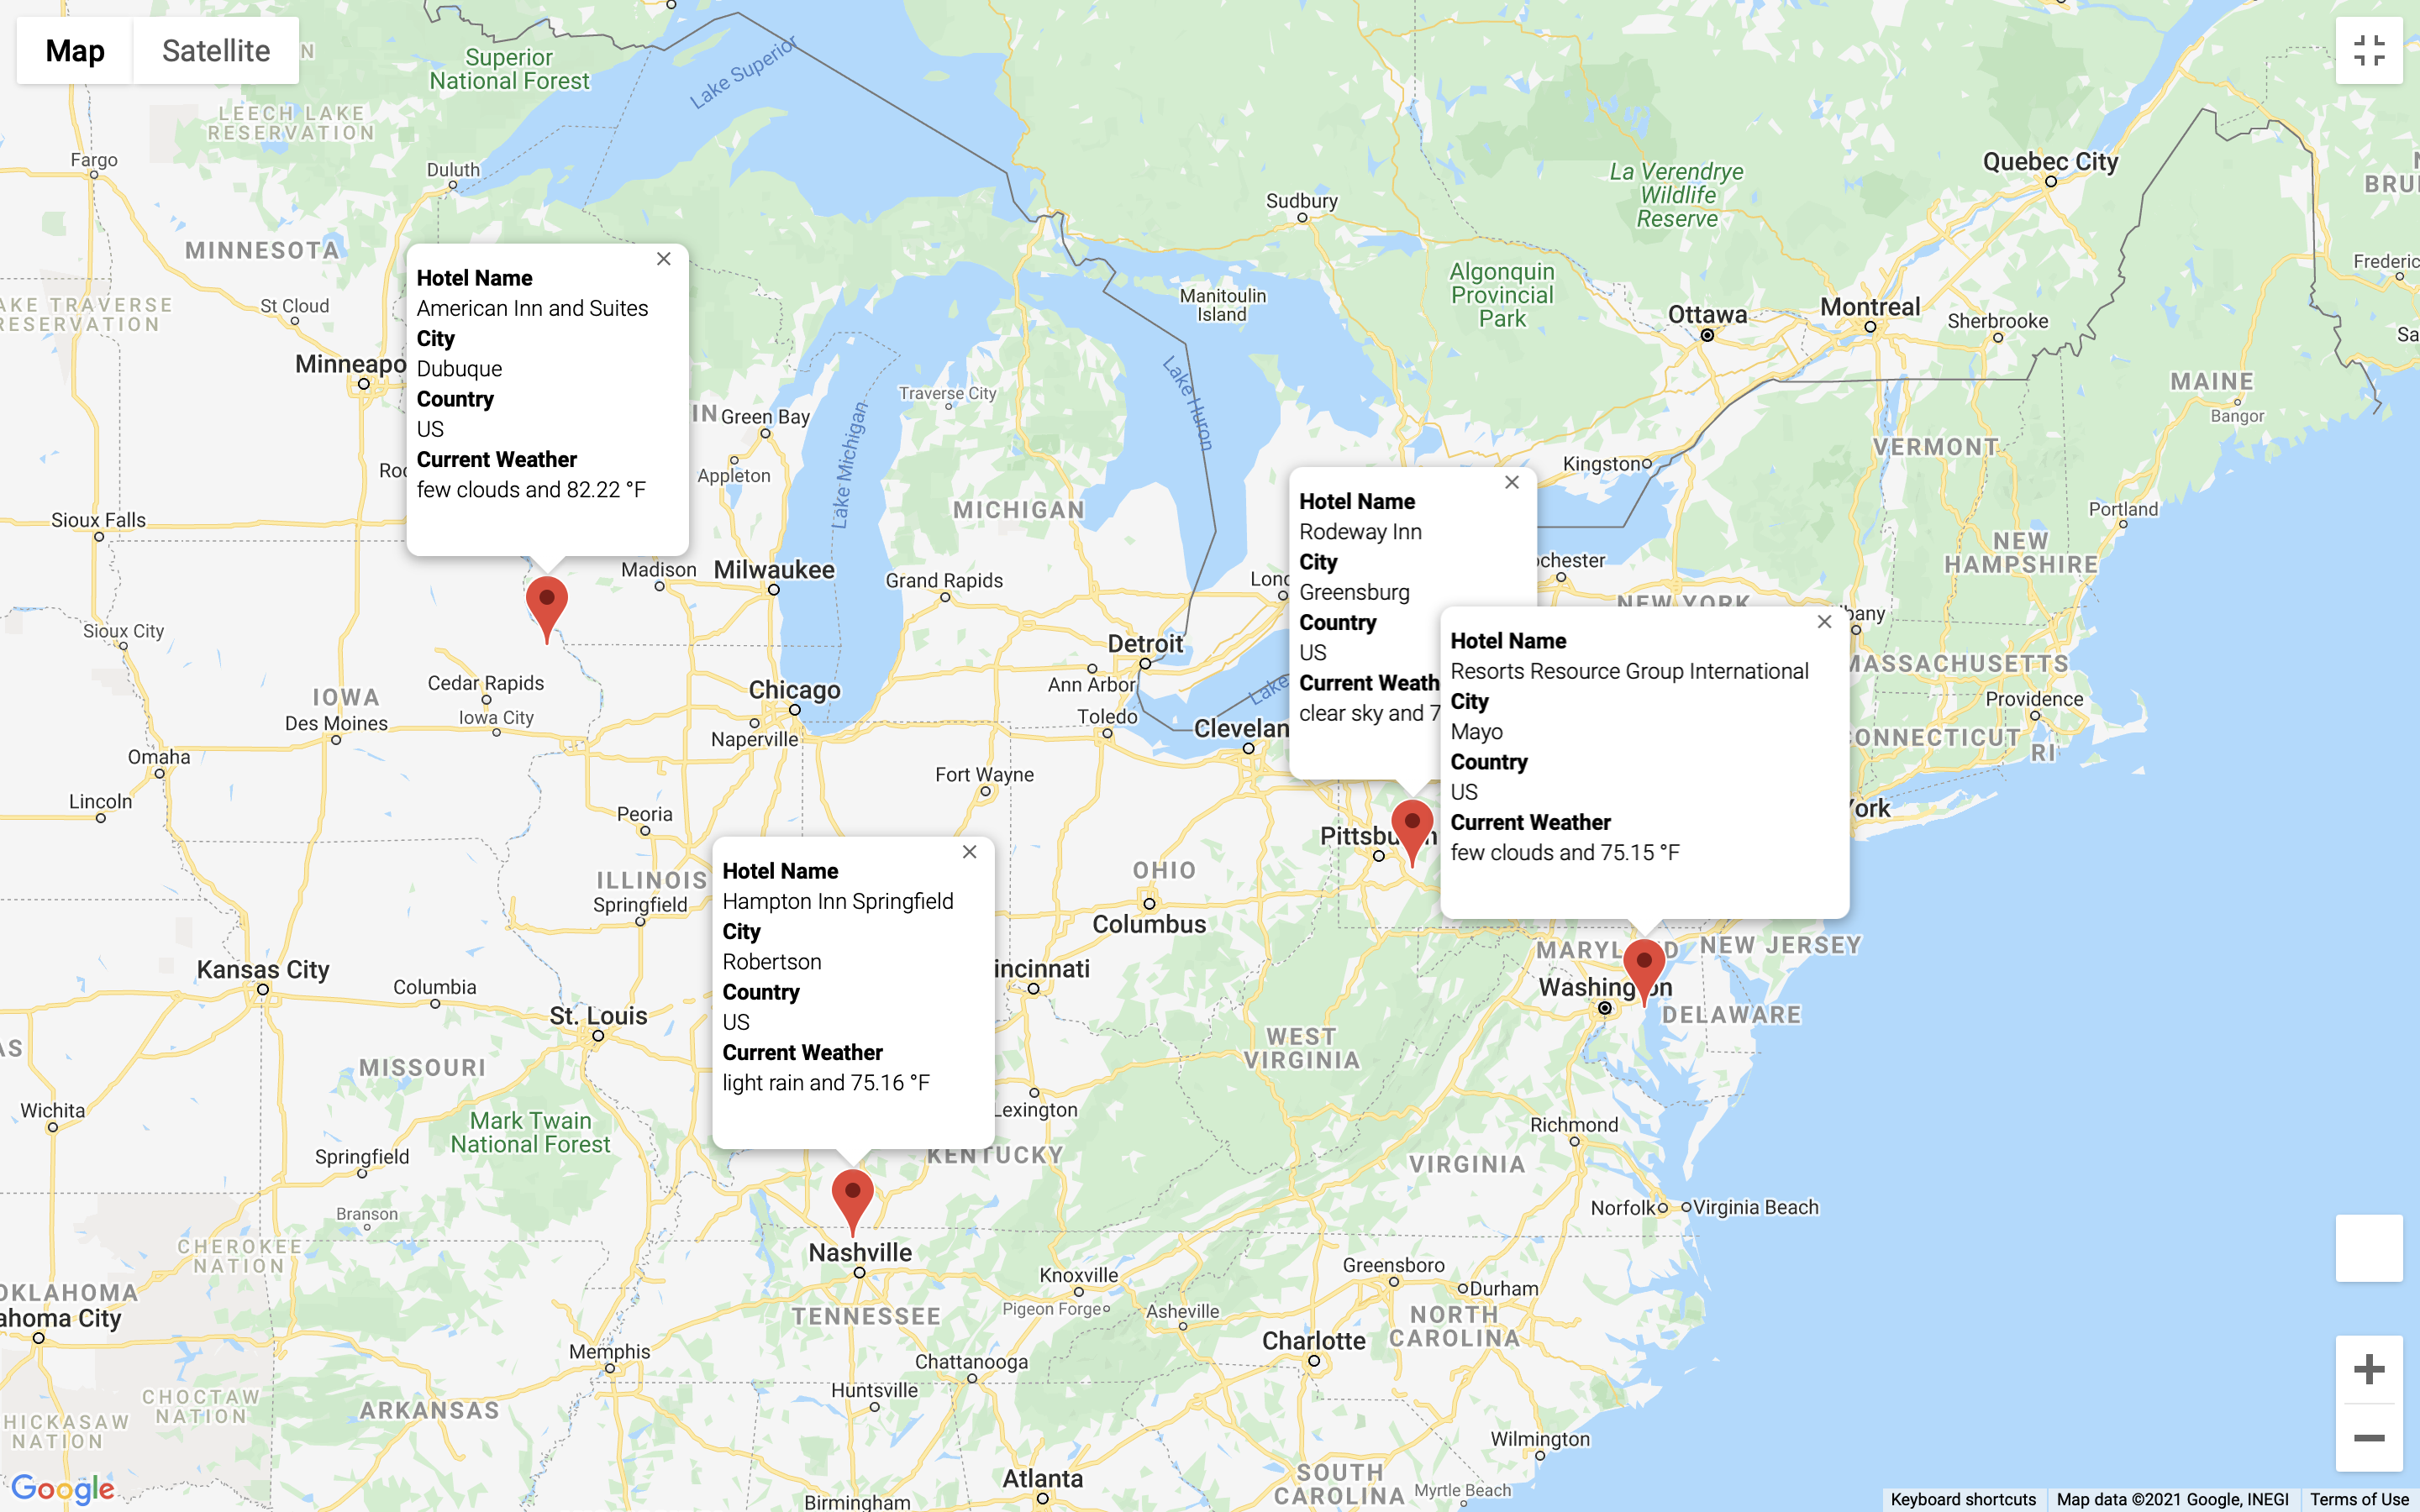 Map
Satellite
Superior
National Forest
Lake Superior
LEECH LAKE
RESERVATION
Fargo
Duluth
MINNESOTA
AKE TRAVERSE
RESERVATION
St Cloud
Minneapo
Sioux Falls
Sioux City
Hotel Name
American Inn and Suites
City
Dubuque
Country
US
Current Weather
few clouds and 82.22 °F
IN
Green Bay
Appleton
Lake Michigan
Traverse City
MICHIGAN
Madison
Milwaukee
Grand Rapids
Lake Huron
Manitoulin
Island
Sudbury
La Verendrye
Wildlife
Reserve
Algonquin
Provincial
Park
Quebec City
Ottawa
Montreal
Sherbrooke
BRU
Frederic
Sa
MAINE
Bangor
VERMONT
Kingston
Portland
NEW
HAMPSHIRE
NEW YORK
ochester
bany
MASSACHUSETTS
Providence
CONNECTICUT
RI
York
Hotel Name
Rodeway Inn
City
Greensburg
Country
US
Current Weath
clear sky and 7
Hotel Name
Resorts Resource Group International
City
Mayo
Country
US
Current Weather
few clouds and 75.15 °F
Lond
Detroit
Ann Arbor
Toledo
Lake
Clevelan
Cedar Rapids
IOWA
Des Moines
Iowa City
Chicago
Naperville
Omaha
Lincoln
Fort Wayne
Peoria
Pittsbu
OHIO
Columbus
ILLINOIS
Springfield
Hotel Name
Hampton Inn Springfield
City
Robertson
Country
US
Current Weather
light rain and 75.16 °F
MARYL
D
NEW JERSEY
Washington
DELAWARE
Kansas City
Columbia
St. Louis
incinnati
AS
MISSOURI
WEST
VIRGINIA
Wichita
Lexington
Mark Twain
National Forest
Richmond
Springfield
KENTUCKY
VIRGINIA
Branson
Norfolk
Virginia Beach
CHEROKEE
NATION
Nashville
OKLAHOMA
ahoma City
Knoxville
Pigeon Forge
Greensboro
Durham
TENNESSEE
Asheville
NORTH
CAROLINA
Charlotte
Memphis
Chattanooga
Huntsville
CHOCTAW
NATION
ARKANSAS
HICKASAW
NATION
Wilmington
Atlanta
SOUTH
CAROLINA
Myrtle Beach
Birmingham
Google
Keyboard shortcuts
Map data ©2021 Google, INEGI
Terms of Use